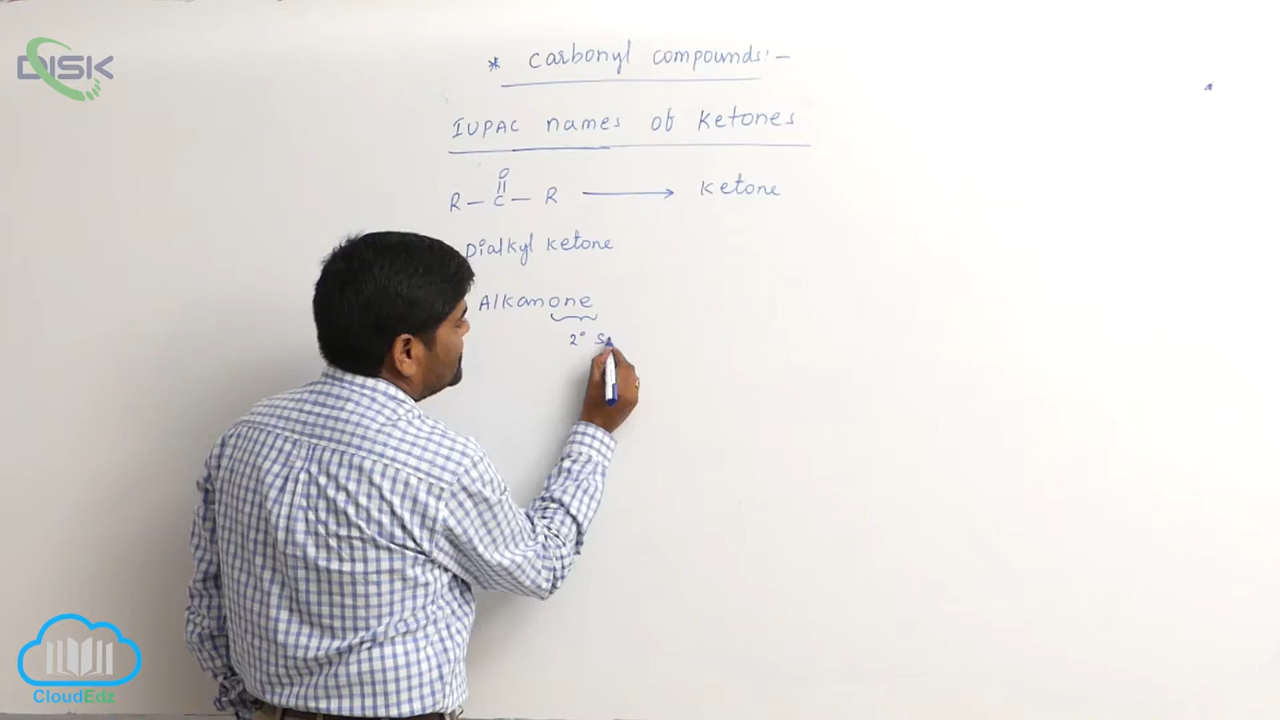 DISK
* Carbonyl compounds:-
IUPAC names of ketones
O
R — C — R → ketone
Dialkyl ketone
Alkanone
2°
CloudEdz